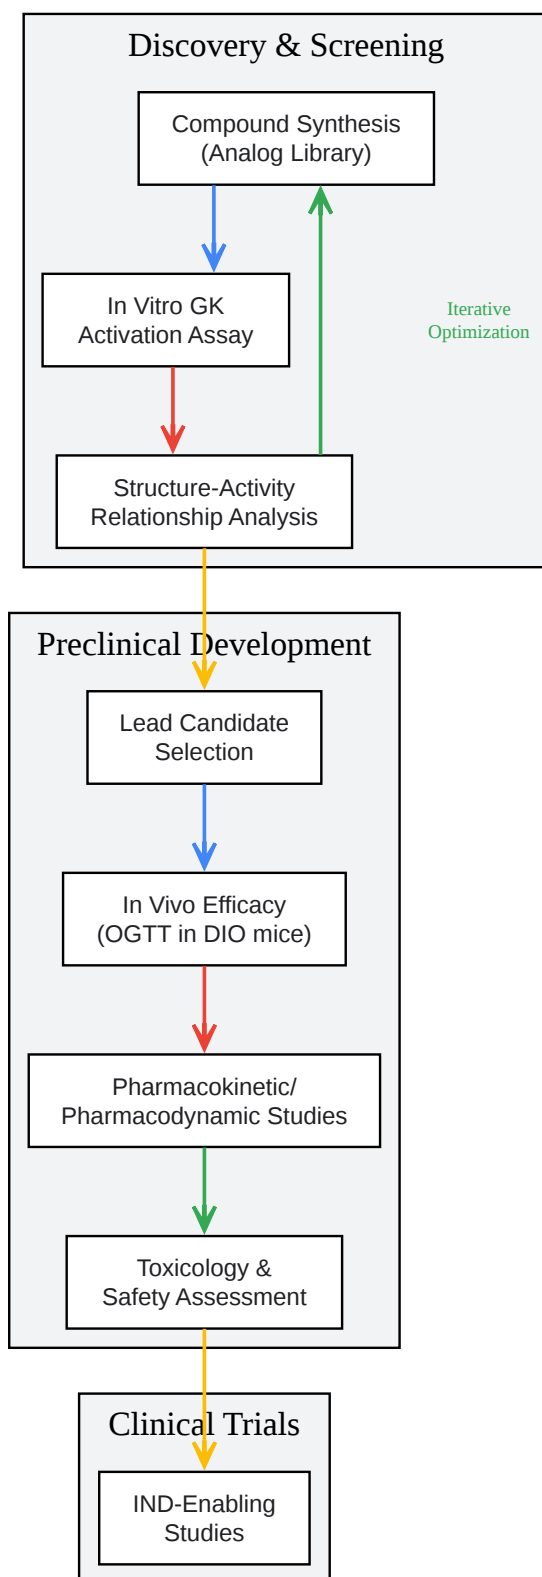 Discovery & Screening
Compound Synthesis
(Analog Library)
In Vitro GK
Activation Assay
Iterative
Optimization
Structure-Activity
Relationship Analysis
Preclinical Development
Lead Candidate
Selection
In Vivo Efficacy
(OGTT in DIO mice)
Pharmacokinetic/
Pharmacodynamic Studies
Toxicology &
Safety Assessment
Clinical Trials
IND-Enabling
Studies